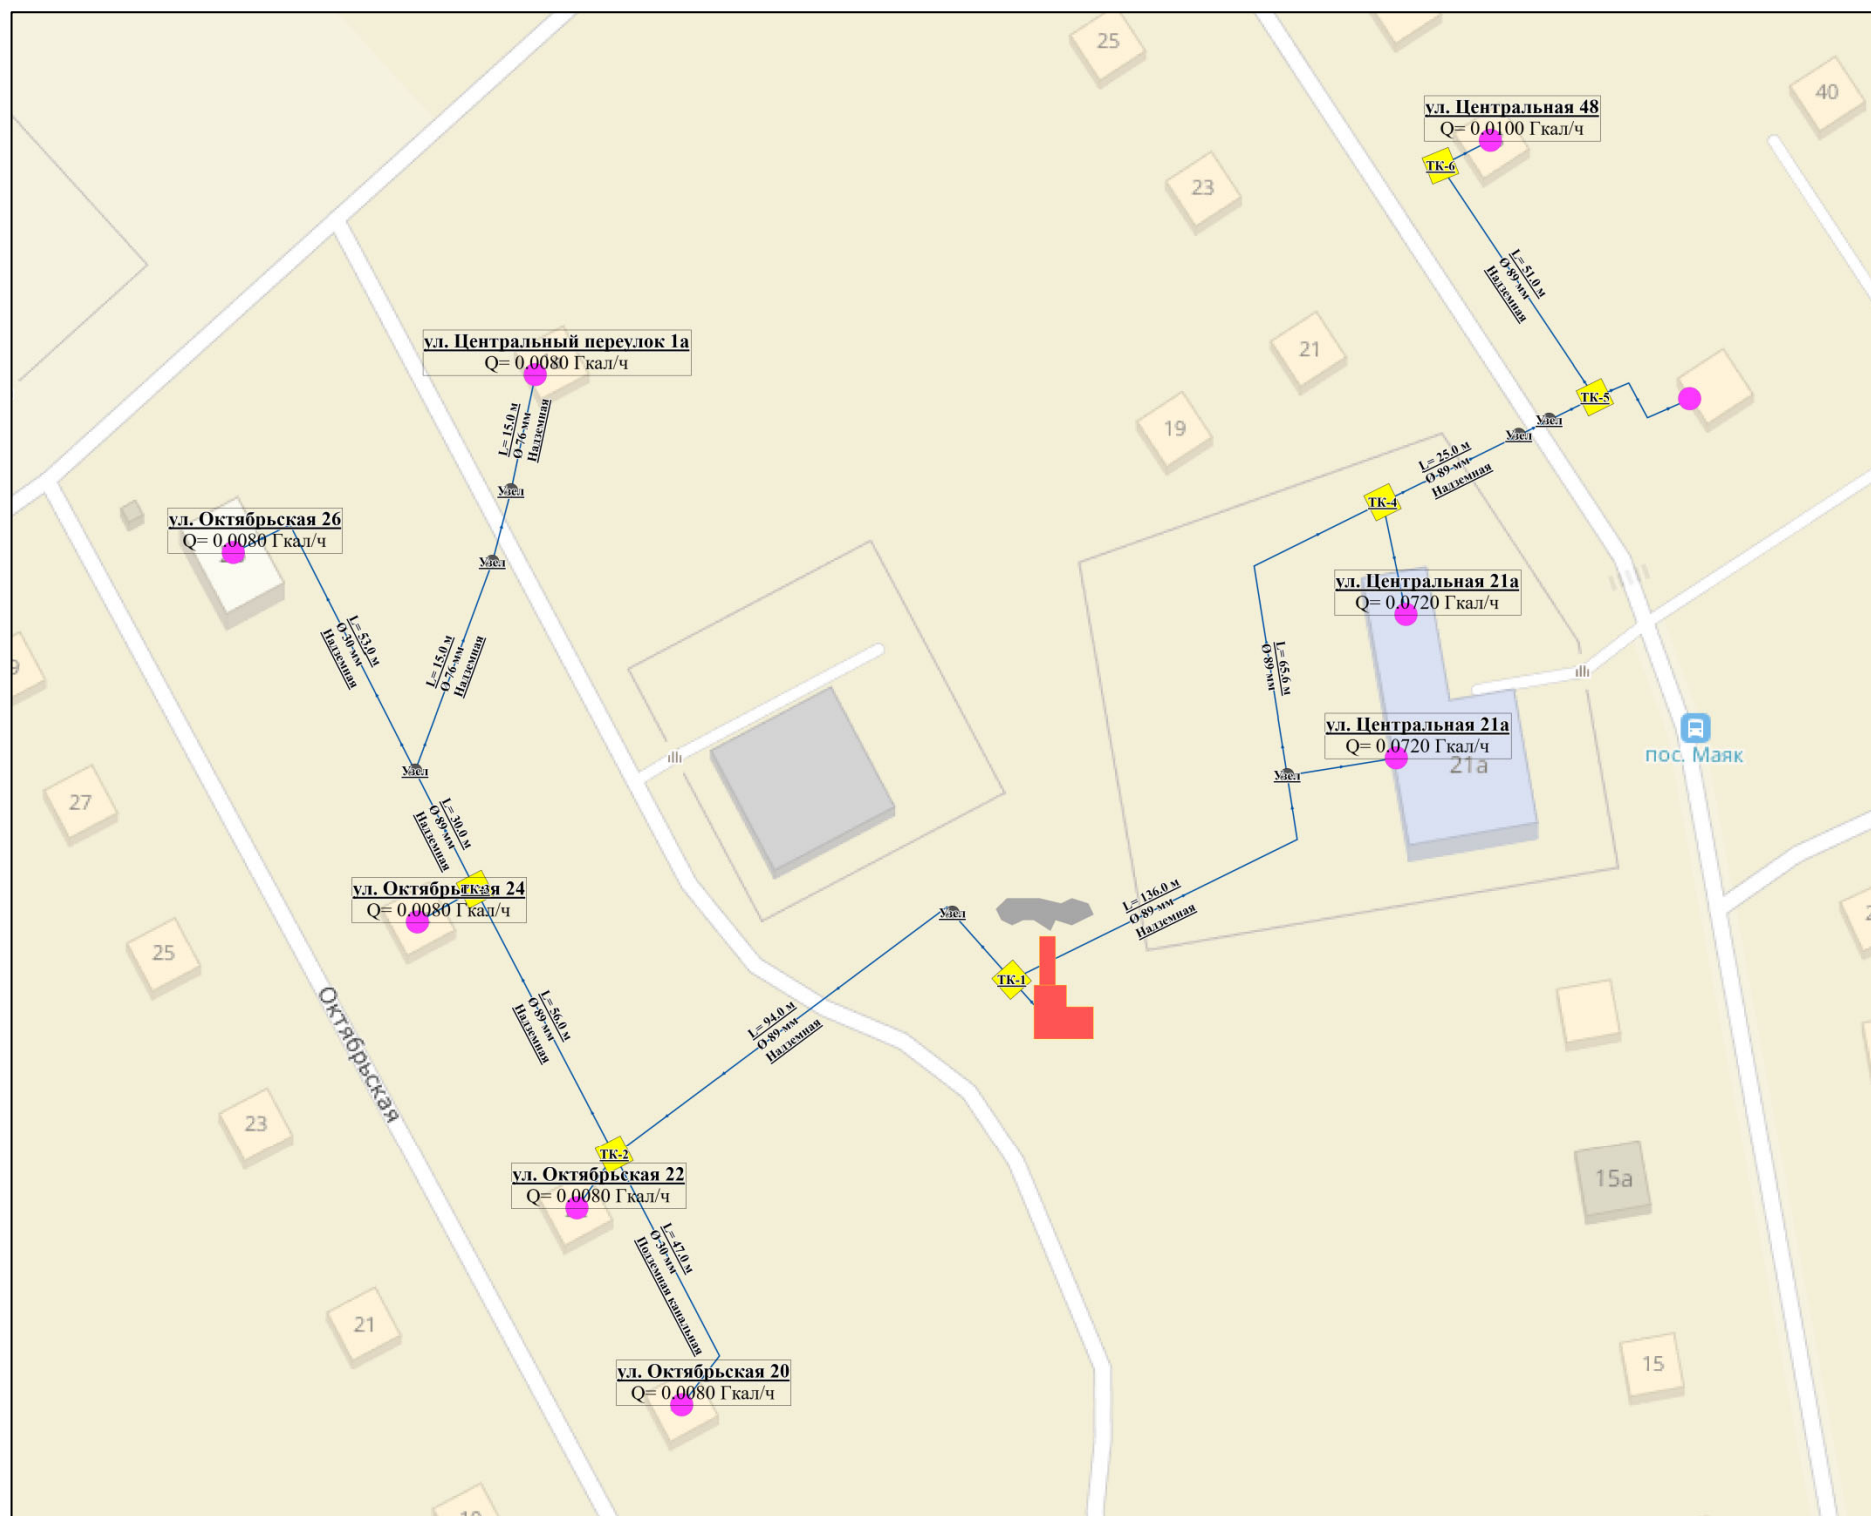 25
40
ул. Центральная 48
Q= 0.0100 Гкал/ч
ТК-6
23
L= 51.0 м
Ø-89-мм
Надземная
ул. Центральный переулок 1а
Q= 0.0080 Гкал/ч
21
L= 15.0 м
Ø-76-мм
Надземная
ТК-5
Узел
Узел
19
L= 25.0 м
Ø-89-мм
Надземная
Узел
ТК-4
ул. Октябрьская 26
Q= 0.0080 Гкал/ч
Узел
ул. Центральная 21а
Q= 0.0720 Гкал/ч
L= 53.0 м
Ø-30-мм
Надземная
L= 15.0 м
Ø-76-мм
Надземная
L= 65.6 м
Ø-89-мм
ул. Центральная 21а
Q= 0.0720 Гкал/ч
21а
пос. Маяк
Узел
Узел
27
L= 30.0 м
Ø-89-мм
Надземная
ул. Октябрьская 24
ТК-3
Q= 0.0080 Гкал/ч
L= 136.0 м
Ø-89-мм
Надземная
Узел
25
ТК-1
Октябрьская
L= 56.0 м
Ø-89-мм
Надземная
L= 94.0 м
Ø-89-мм
Надземная
23
ТК-2
ул. Октябрьская 22
Q= 0.0080 Гкал/ч
15а
L= 47.0 м
Ø-30-мм
Подземная канальная
21
ул. Октябрьская 20
Q= 0.0080 Гкал/ч
15